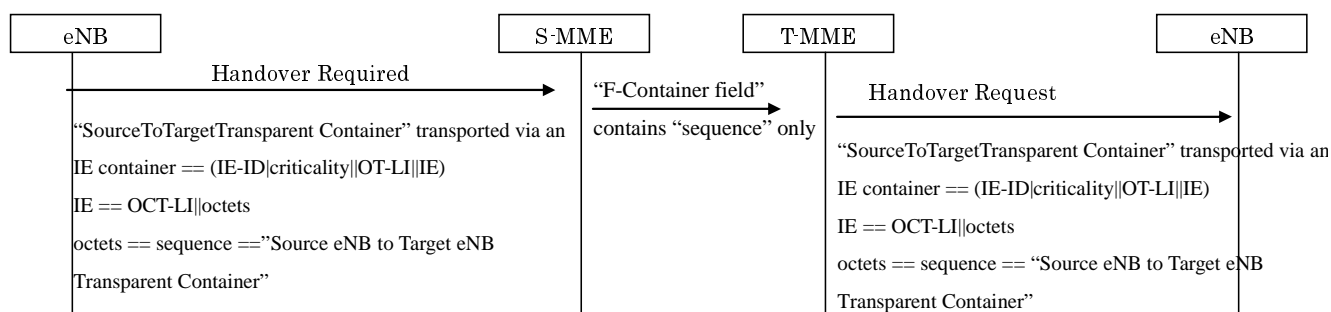 eNB
S-MME
T-MME
eNB
Handover Required
“SourceToTargetTransparent Container” transported via an
IE container == (IE-ID|criticality||OT-LI||IE)
IE == OCT-LI||octets
octets == sequence ==”Source eNB to Target eNB
Transparent Container”
“F-Container field”
contains “sequence” only
Handover Request
“SourceToTargetTransparent Container” transported via an
IE container == (IE-ID|criticality||OT-LI||IE)
IE == OCT-LI||octets
octets == sequence == “Source eNB to Target eNB
Transparent Container”